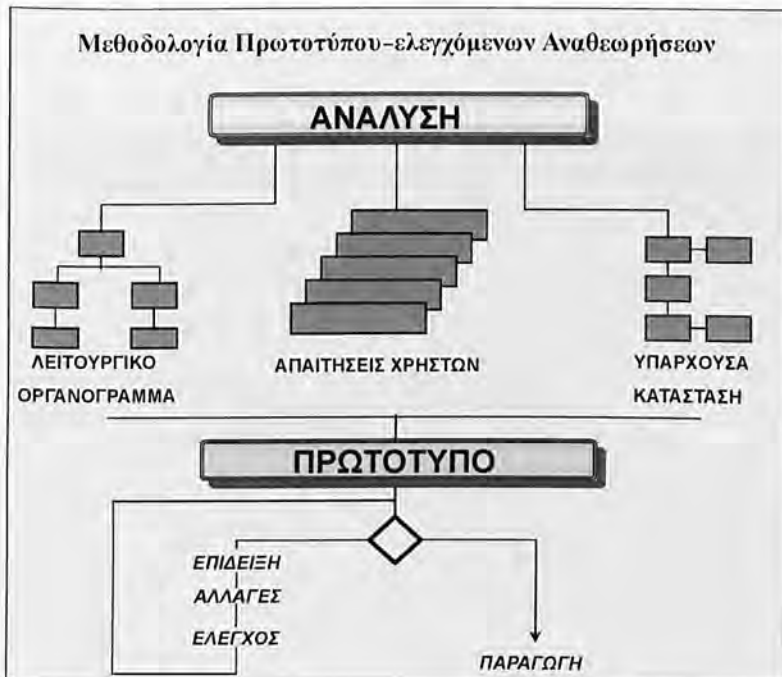 Μεθοδολογία Πρωτοτύπου-ελεγχόμενων Αναθεωρήσεων
ΑΝΑΛΥΣΗ
ΛΕΙΤΟΥΡΓΙΚΟ
ΟΡΓΑΝΟΓΡΑΜΜΑ
ΑΠΑΙΤΗΣΕΙΣ ΧΡΗΣΤΩΝ
ΥΠΑΡΧΟΥΣΑ
ΚΑΤΑΣΤΑΣΗ
ΠΡΩΤΟΤΥΠΟ
ΕΠΙΔΕΙΞΗ
ΑΛΛΑΓΕΣ
ΕΛΕΓΧΟΣ
ΠΑΡΑΓΩΓΗ